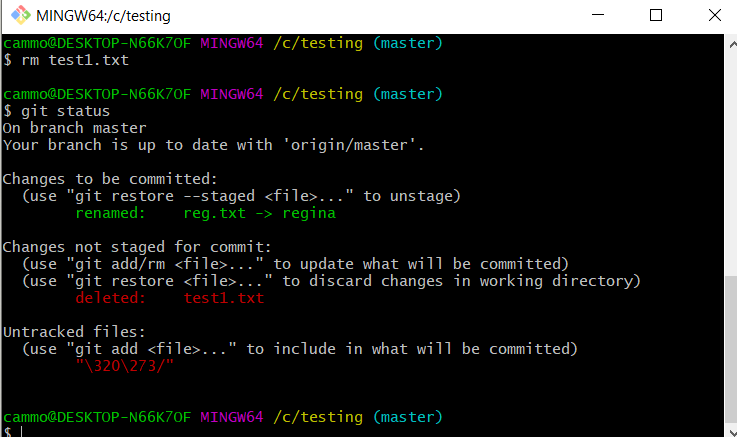 MINGW64:/c/testing
cammo@DESKTOP-N66K7OF MINGW64 /c/testing (master)
$ rm test1.txt
cammo@DESKTOP-N66K7OF MINGW64 /c/testing (master)
$ git status
On branch master
Your branch is up to date with 'origin/master'.
Changes to be committed:
  (use "git restore --staged <file>..." to unstage)
        renamed:    reg.txt -> regina
Changes not staged for commit:
  (use "git add/rm <file>..." to update what will be committed)
  (use "git restore <file>..." to discard changes in working directory)
        deleted:    test1.txt
Untracked files:
  (use "git add <file>..." to include in what will be committed)
        "\320\273/"
cammo@DESKTOP-N66K7OF MINGW64 /c/testing (master)
$